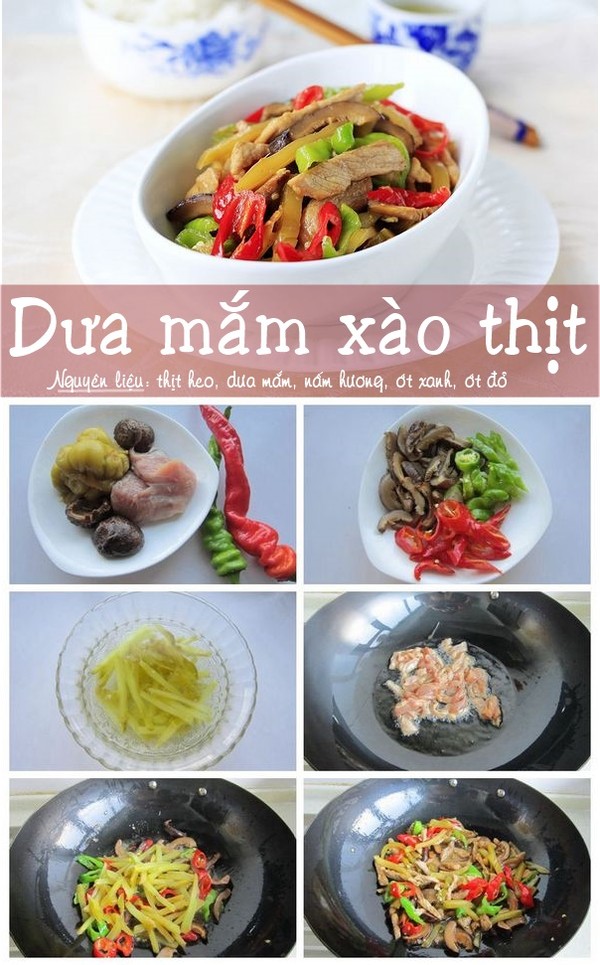 Dưa mắm xào thịt
Nguyên liệu: thịt heo, dưa mắm, nấm hương, ớt xanh, ớt đỏ